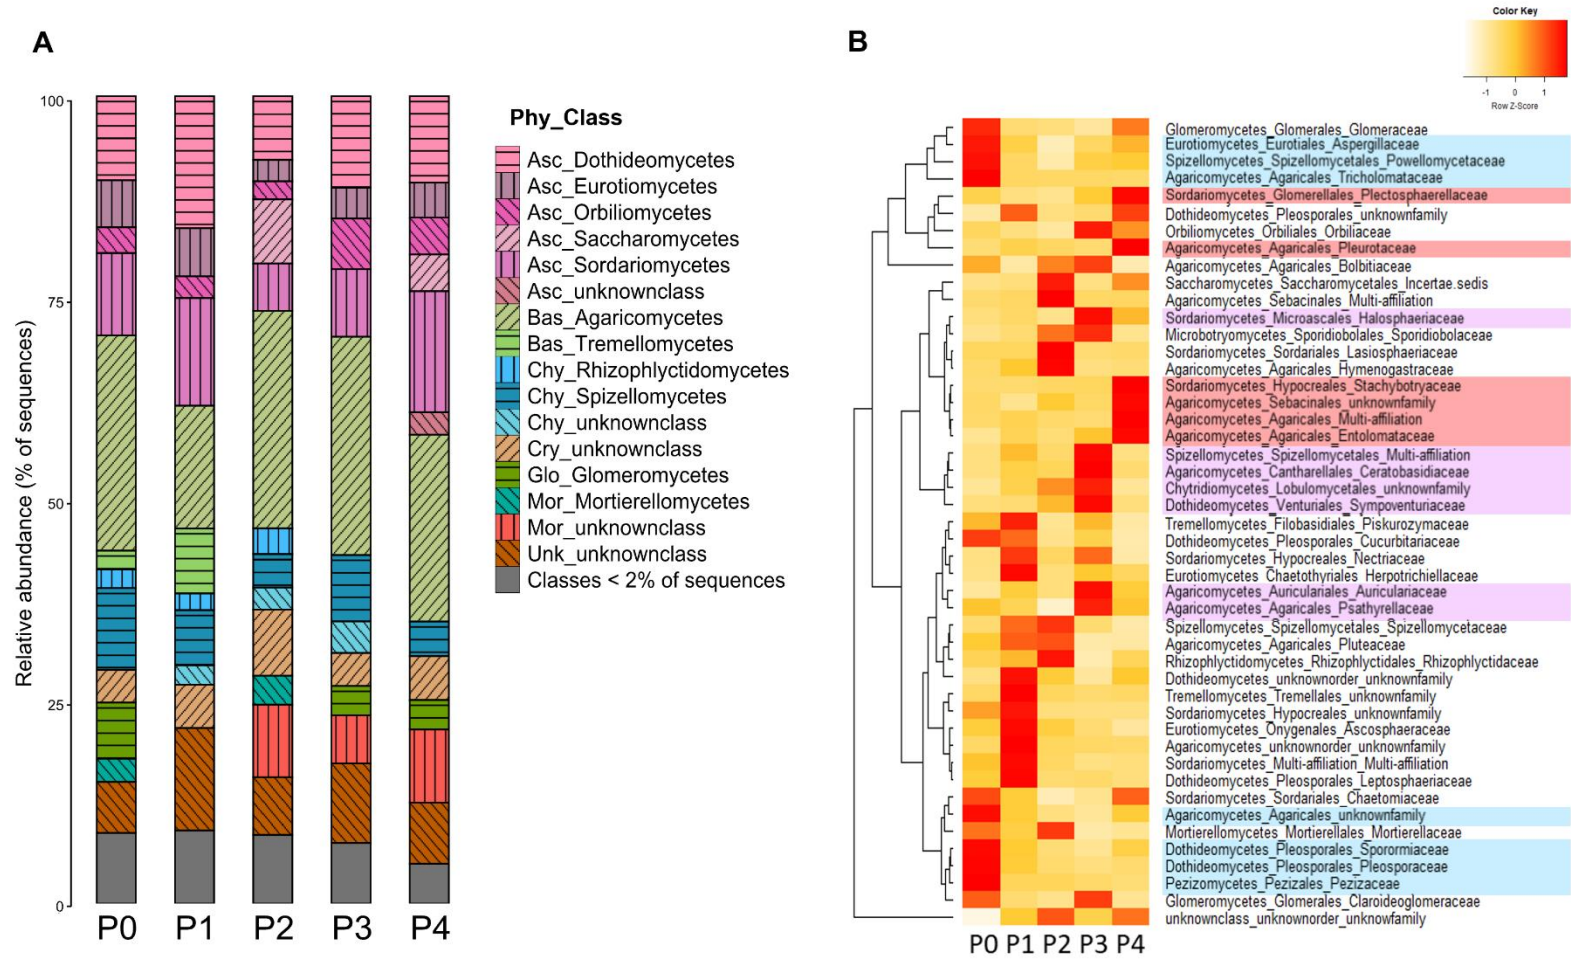 A
100
75
50
25
0
Relative abundance (% of sequences)
P0 P1 P2 P3 P4
Phy_Class
Asc_Dothideomycetes
Asc_Eurotiomycetes
Asc_Orbiliomycetes
Asc_Saccharomycetes
Asc_Sordariomycetes
Asc_unknownclass
Bas_Agaricomycetes
Bas_Tremellomycetes
Chy_Rhizophlyctidomycetes
Chy_Spizellomycetes
Chy_unknownclass
Cry_unknownclass
Glo_Glomeromycetes
Mor_Mortierellomycetes
Mor_unknownclass
Unk_unknownclass
Classes < 2% of sequences
B
Color Key
-1 0 1
Row Z-Score
Glomeromycetes_Glomerales_Glomeraceae
Eurotiomycetes_Eurotiales_Aspergillaceae
Spizellomycetes_Spizellomycetales_Powellomycetaceae
Agaricomycetes_Agaricales_Tricholomataceae
Sordariomycetes_Glomerellales_Plectosphaerellaceae
Dothideomycetes_Pleosporales_unknownfamily
Orbiliomycetes_Orbiliales_Orbiliaceae
Agaricomycetes_Agaricales_Pleurotaceae
Agaricomycetes_Agaricales_Bolbitiaceae
Saccharomycetes_Saccharomycetales_Incertae.sedis
Agaricomycetes_Sebacinales_Multi-affiliation
Sordariomycetes_Microascales_Halosphaeriaceae
Microbotryomycetes_Sporidiobolales_Sporidiobolaceae
Sordariomycetes_Sordariales_Lasiosphaeriaceae
Agaricomycetes_Agaricales_Hymenogastraceae
Sordariomycetes_Hypocreales_Stachybotryaceae
Agaricomycetes_Sebacinales_unknownfamily
Agaricomycetes_Agaricales_Multi-affiliation
Agaricomycetes_Agaricales_Entolomataceae
Spizellomycetes_Spizellomycetales_Multi-affiliation
Agaricomycetes_Cantharellales_Ceratobasidiaceae
Chytridiomycetes_Lobulomycetales_unknownfamily
Dothideomycetes_Venturiales_Sympoventuriaceae
Tremellomycetes_Filobasidiales_Piskurozymaceae
Dothideomycetes_Pleosporales_Cucurbitariaceae
Sordariomycetes_Hypocreales_Nectriaceae
Eurotiomycetes_Chaetothyriales_Herpotrichiellaceae
Agaricomycetes_Auriculariales_Auriculariaceae
Agaricomycetes_Agaricales_Psathyrellaceae
Spizellomycetes_Spizellomycetales_Spizellomycetaceae
Agaricomycetes_Agaricales_Pluteaceae
Rhizophlyctidomycetes_Rhizophlyctidales_Rhizophlyctidaceae
Dothideomycetes_unknownorder_unknownfamily
Tremellomycetes_Tremellales_unknownfamily
Sordariomycetes_Hypocreales_unknownfamily
Eurotiomycetes_Onygenales_Ascosphaeraceae
Agaricomycetes_unknownorder_unknownfamily
Sordariomycetes_Multi-affiliation_Multi-affiliation
Dothideomycetes_Pleosporales_Leptosphaeriaceae
Sordariomycetes_Sordariales_Chaetomiaceae
Agaricomycetes_Agaricales_unknownfamily
Mortierellomycetes_Mortierellales_Mortierellaceae
Dothideomycetes_Pleosporales_Sporormiaceae
Dothideomycetes_Pleosporales_Pleosporaceae
Pezizomycetes_Pezizales_Pezizaceae
Glomeromycetes_Glomerales_Claroideoglomeraceae
unknownclass_unknownorder_unknowfamily
P0 P1 P2 P3 P4